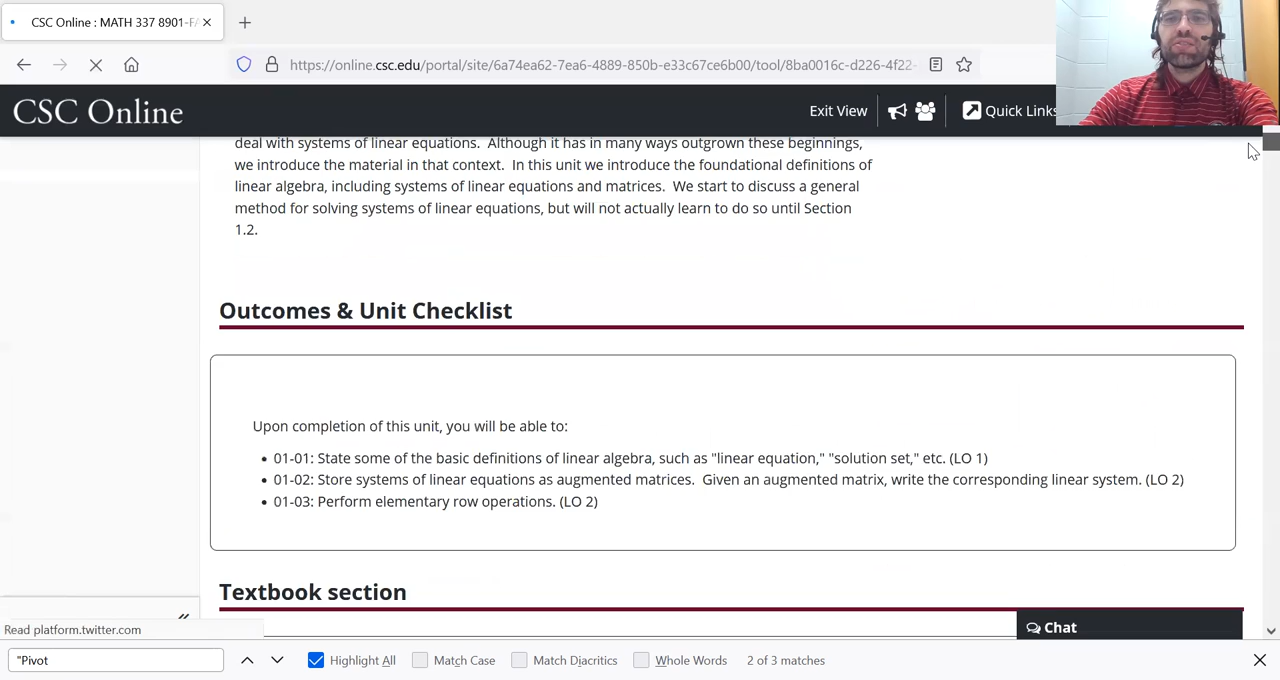 CSC Online : MATH 337 8901-FA
https://online.csc.edu/portal/site/6a74ea62-7ea6-4889-850b-e33c67ce6b00/tool/8ba0016c-d226-4f22-
CSC Online
Exit View
Quick Links
deal with systems of linear equations.  Although it has in many ways outgrown these beginnings,
we introduce the material in that context.  In this unit we introduce the foundational definitions of
linear algebra, including systems of linear equations and matrices.  We start to discuss a general
method for solving systems of linear equations, but will not actually learn to do so until Section
1.2.
Outcomes & Unit Checklist
Upon completion of this unit, you will be able to:
• 01-01: State some of the basic definitions of linear algebra, such as "linear equation," "solution set," etc. (LO 1)
• 01-02: Store systems of linear equations as augmented matrices.  Given an augmented matrix, write the corresponding linear system. (LO 2)
• 01-03: Perform elementary row operations. (LO 2)
Textbook section
Chat
Read platform.twitter.com
"Pivot
Highlight All
Match Case
Match Diacritics
Whole Words
2 of 3 matches